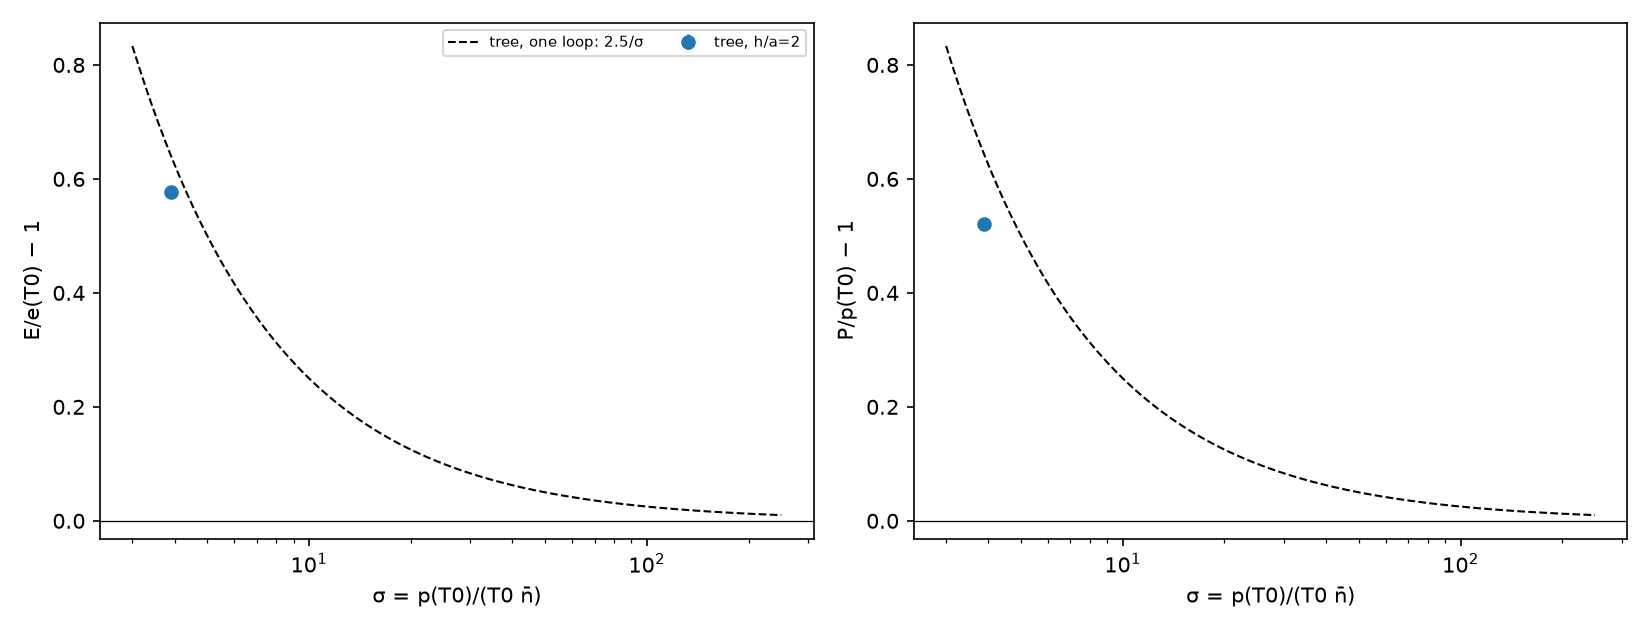 tree, one loop: 2.5/σ
tree, h/a=2
E/e(T0) − 1
0.8
0.6
0.4
0.2
0.0
10¹
10²
σ = p(T0)/(T0 n̄)
P/p(T0) − 1
0.8
0.6
0.4
0.2
0.0
10¹
10²
σ = p(T0)/(T0 n̄)